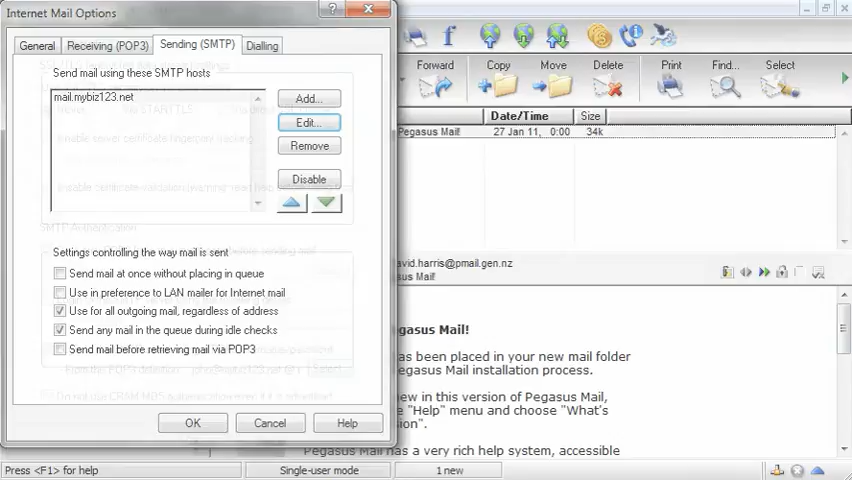 Internet Mail Options
General
Receiving (POP3)
Sending (SMTP)
Dialling
Send mail using these SMTP hosts
mail.mybiz123.net
Add...
Edit...
Remove
Disable
Settings controlling the way mail is sent
Send mail at once without placing in queue
Use in preference to LAN mailer for Internet mail
Use for all outgoing mail, regardless of address
Send any mail in the queue during idle checks
Send mail before retrieving mail via POP3
OK
Cancel
Help
Forward
Copy
Move
Delete
Print
Find...
Select
Date/Time
Size
Pegasus Mail!
27 Jan 11, 0:00
34k
avid.harris@pmail.gen.nz
asus Mail!
egasus Mail!
has been placed in your new mail folder
egasus Mail installation process.
ew in this version of Pegasus Mail,
"Help" menu and choose "What's
Pegasus Mail has a very rich help system, accessible
Press <F1> for help
Single-user mode
1 new